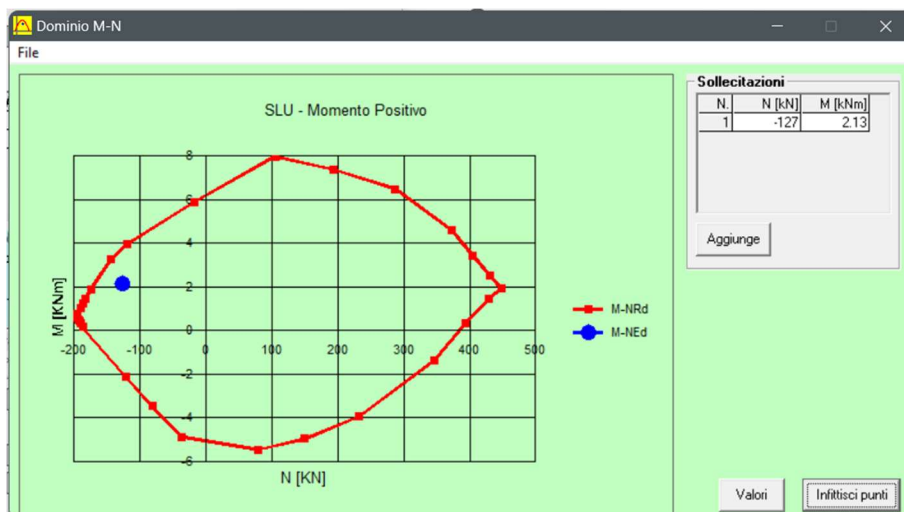 Dominio M-N
File
SLU - Momento Positivo
8
6
4
2
0
-2
-4
-6
-200 -100 0 100 200 300 400 500
M [KNm]
N [KN]
M-NRd
M-NEd
Sollecitazioni
N. N [kN] M [kNm]
1 -127 2.13
Aggiunge
Valori
Infittisci punti